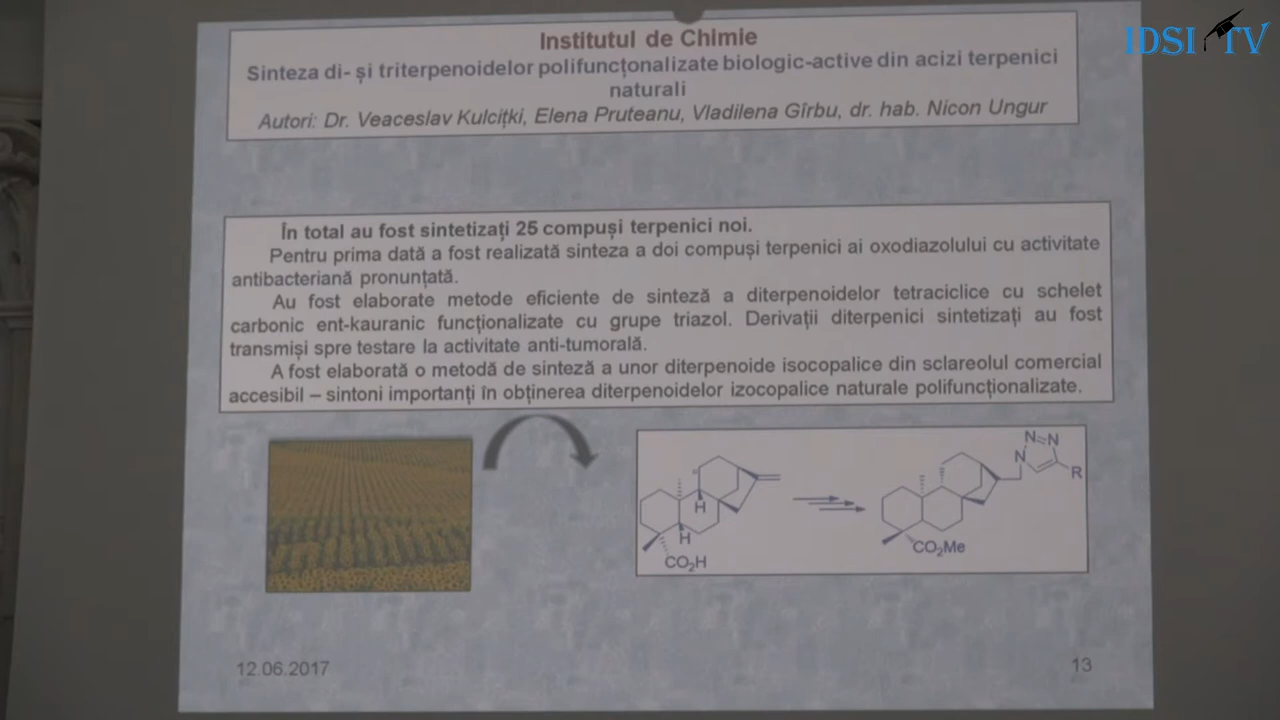 IDSI TV
Institutul de Chimie
Sinteza di- și triterpenoidelor polifuncțonalizate biologic-active din acizi terpenici
naturali
Autori: Dr. Veaceslav Kulcițki, Elena Pruteanu, Vladilena Gîrbu, dr. hab. Nicon Ungur
În total au fost sintetizați 25 compuși terpenici noi.
Pentru prima dată a fost realizată sinteza a doi compuși terpenici ai oxodiazolului cu activitate
antibacteriană pronunțată.
Au fost elaborate metode eficiente de sinteză a diterpenoidelor tetraciclice cu schelet
carbonic ent-kauranic funcționalizate cu grupe triazol. Derivații diterpenici sintetizați au fost
transmiși spre testare la activitate anti-tumorală.
A fost elaborată o metodă de sinteză a unor diterpenoide isocopalice din sclareolul comercial
accesibil – sintoni importanți în obținerea diterpenoidelor izocopalice naturale polifuncționalizate.
H
H
H
CO₂H
N=N
N
R
CO₂Me
12.06.2017
13